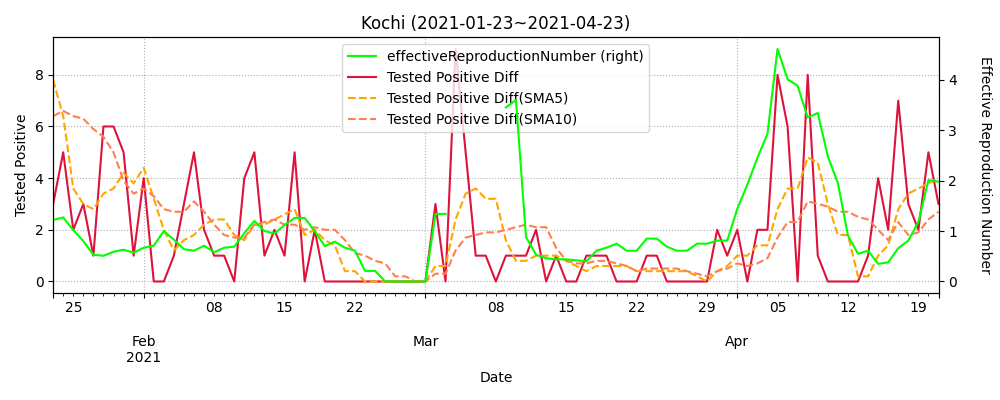 Kochi (2021-01-23~2021-04-23)
effectiveReproductionNumber (right)
Tested Positive Diff
Tested Positive Diff(SMA5)
Tested Positive Diff(SMA10)
Tested Positive
8
6
4
2
0
Effective Reproduction Number
4
3
2
1
0
25 08 15 22 08 15 22 29 05 12 19
Feb Mar Apr
2021
Date